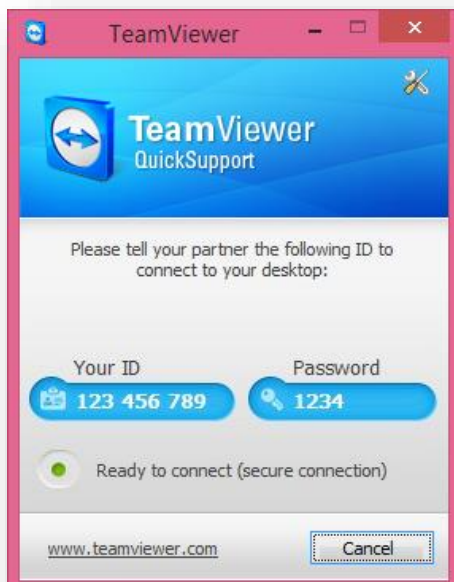 TeamViewer
TeamViewer
QuickSupport
Please tell your partner the following ID to
connect to your desktop:
Your ID
Password
123 456 789
1234
Ready to connect (secure connection)
www.teamviewer.com
Cancel